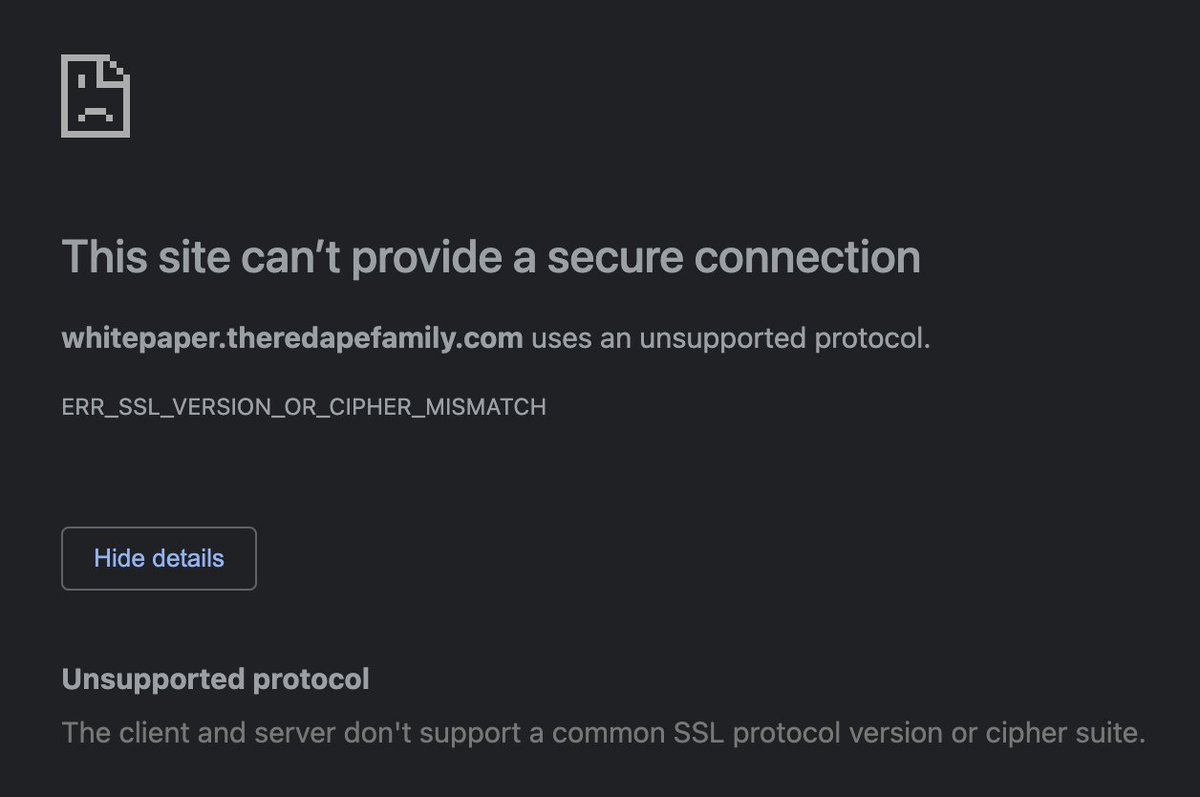 This site can’t provide a secure connection
whitepaper.theredapefamily.com uses an unsupported protocol.
ERR_SSL_VERSION_OR_CIPHER_MISMATCH
Hide details
Unsupported protocol
The client and server don't support a common SSL protocol version or cipher suite.